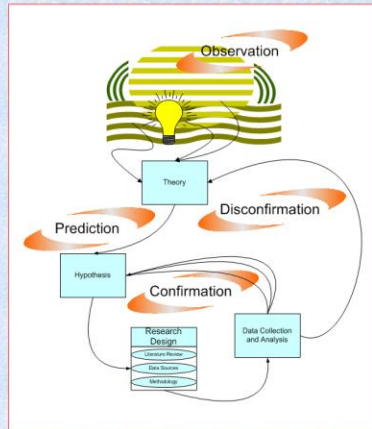 Observation
Theory
Disconfirmation
Prediction
Hypothesis
Confirmation
Research
Design
Literature Review
Data Sources
Methodology
Data Collection
and Analysis